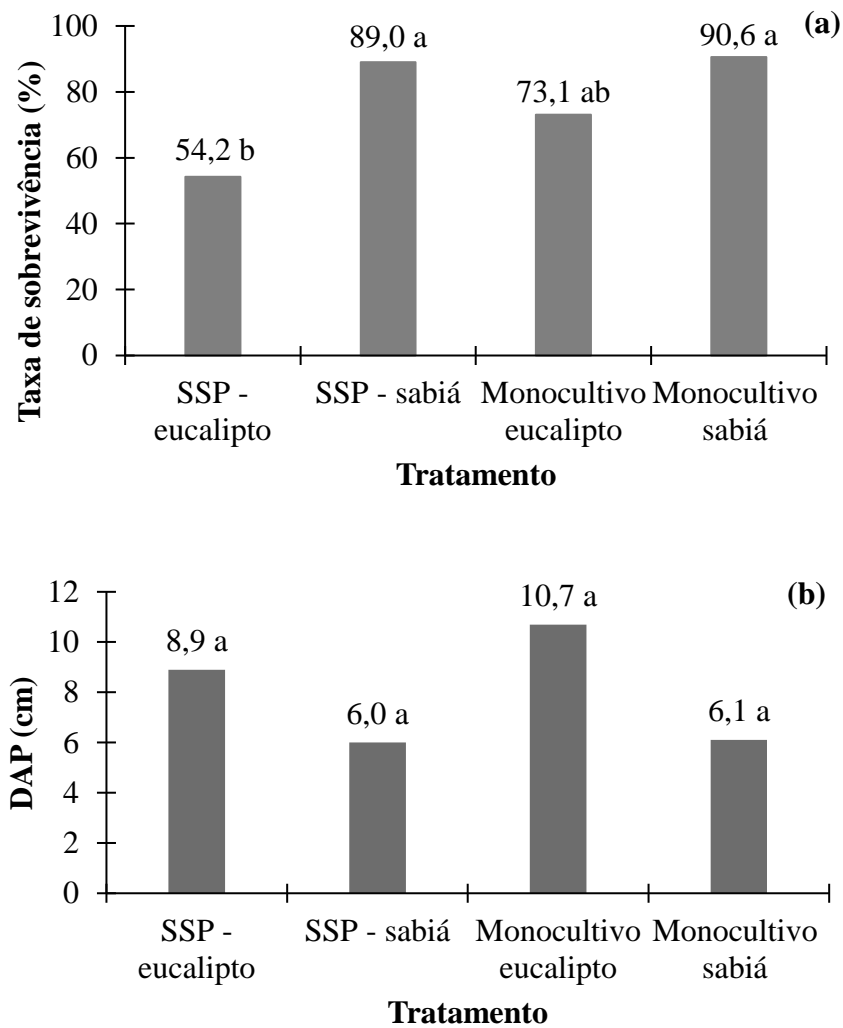 (a)
Taxa de sobrevivência (%)
100
80
60
40
20
0
54,2 b
89,0 a
73,1 ab
90,6 a
SSP -
eucalipto
SSP - sabiá
Monocultivo
eucalipto
Monocultivo
sabiá
Tratamento
(b)
DAP (cm)
12
10
8
6
4
2
0
8,9 a
6,0 a
10,7 a
6,1 a
SSP -
eucalipto
SSP - sabiá
Monocultivo
eucalipto
Monocultivo
sabiá
Tratamento